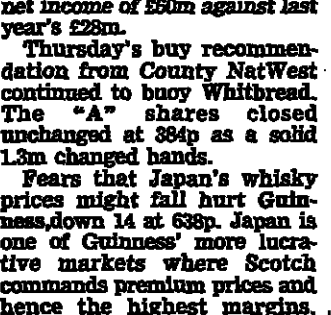 net income of £60m against last
year's £28m.
Thursday's buy recommen-
dation from County NatWest
continued to buoy Whitbread.
The "A" shares closed
unchanged at 384p as a solid
1.3m changed hands.
Fears that Japan's whisky
prices might fall hurt Guin-
ness,down 14 at 638p. Japan is
one of Guinness' more lucra-
tive markets where Scotch
commands premium prices and
hence the highest margins.